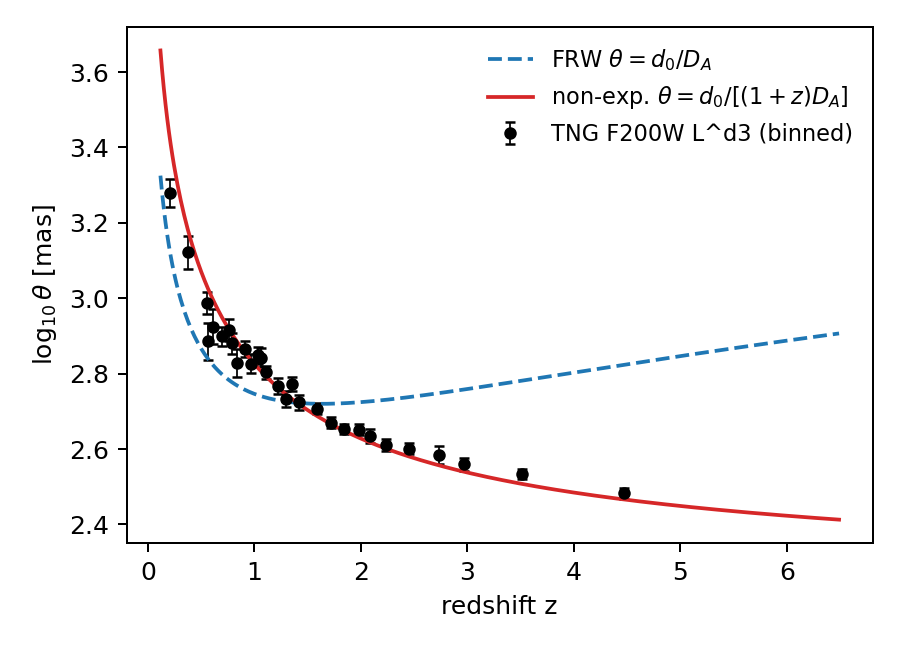 FRW θ = d₀/D_A
non-exp. θ = d₀/[(1 + z)D_A]
TNG F200W L^d3 (binned)
log₁₀ θ [mas]
3.6
3.4
3.2
3.0
2.8
2.6
2.4
0 1 2 3 4 5 6
redshift z